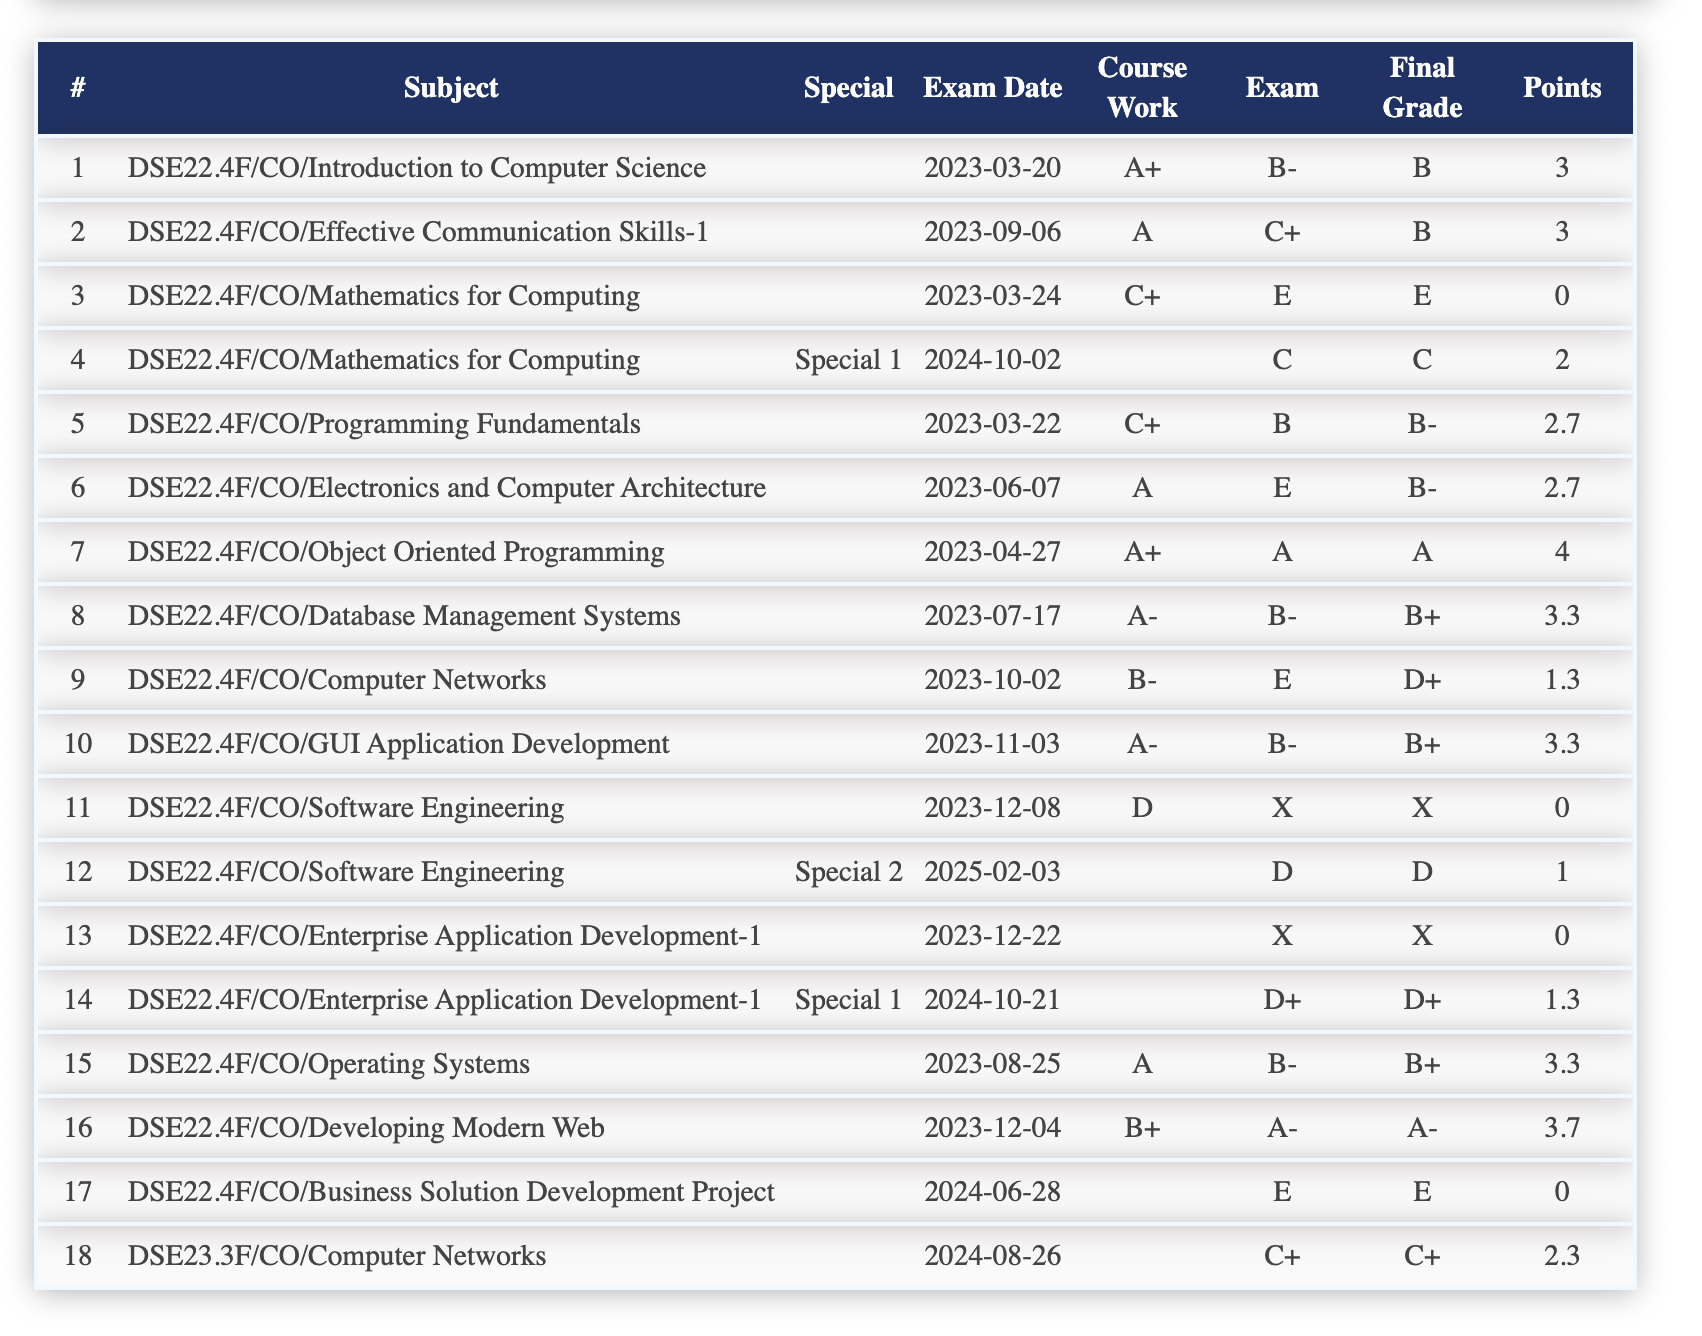 # Subject Special Exam Date Course Work Exam Final Grade Points
1 DSE22.4F/CO/Introduction to Computer Science 2023-03-20 A+ B- B 3
2 DSE22.4F/CO/Effective Communication Skills-1 2023-09-06 A C+ B 3
3 DSE22.4F/CO/Mathematics for Computing 2023-03-24 C+ E E 0
4 DSE22.4F/CO/Mathematics for Computing Special 1 2024-10-02 C C 2
5 DSE22.4F/CO/Programming Fundamentals 2023-03-22 C+ B B- 2.7
6 DSE22.4F/CO/Electronics and Computer Architecture 2023-06-07 A E B- 2.7
7 DSE22.4F/CO/Object Oriented Programming 2023-04-27 A+ A A 4
8 DSE22.4F/CO/Database Management Systems 2023-07-17 A- B- B+ 3.3
9 DSE22.4F/CO/Computer Networks 2023-10-02 B- E D+ 1.3
10 DSE22.4F/CO/GUI Application Development 2023-11-03 A- B- B+ 3.3
11 DSE22.4F/CO/Software Engineering 2023-12-08 D X X 0
12 DSE22.4F/CO/Software Engineering Special 2 2025-02-03 D D 1
13 DSE22.4F/CO/Enterprise Application Development-1 2023-12-22 X X 0
14 DSE22.4F/CO/Enterprise Application Development-1 Special 1 2024-10-21 D+ D+ 1.3
15 DSE22.4F/CO/Operating Systems 2023-08-25 A B- B+ 3.3
16 DSE22.4F/CO/Developing Modern Web 2023-12-04 B+ A- A- 3.7
17 DSE22.4F/CO/Business Solution Development Project 2024-06-28 E E 0
18 DSE23.3F/CO/Computer Networks 2024-08-26 C+ C+ 2.3